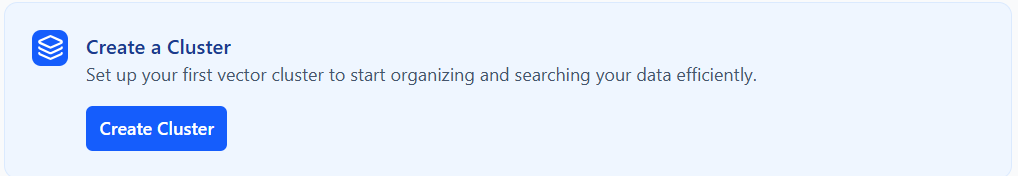 Create a Cluster
Set up your first vector cluster to start organizing and searching your data efficiently.
Create Cluster